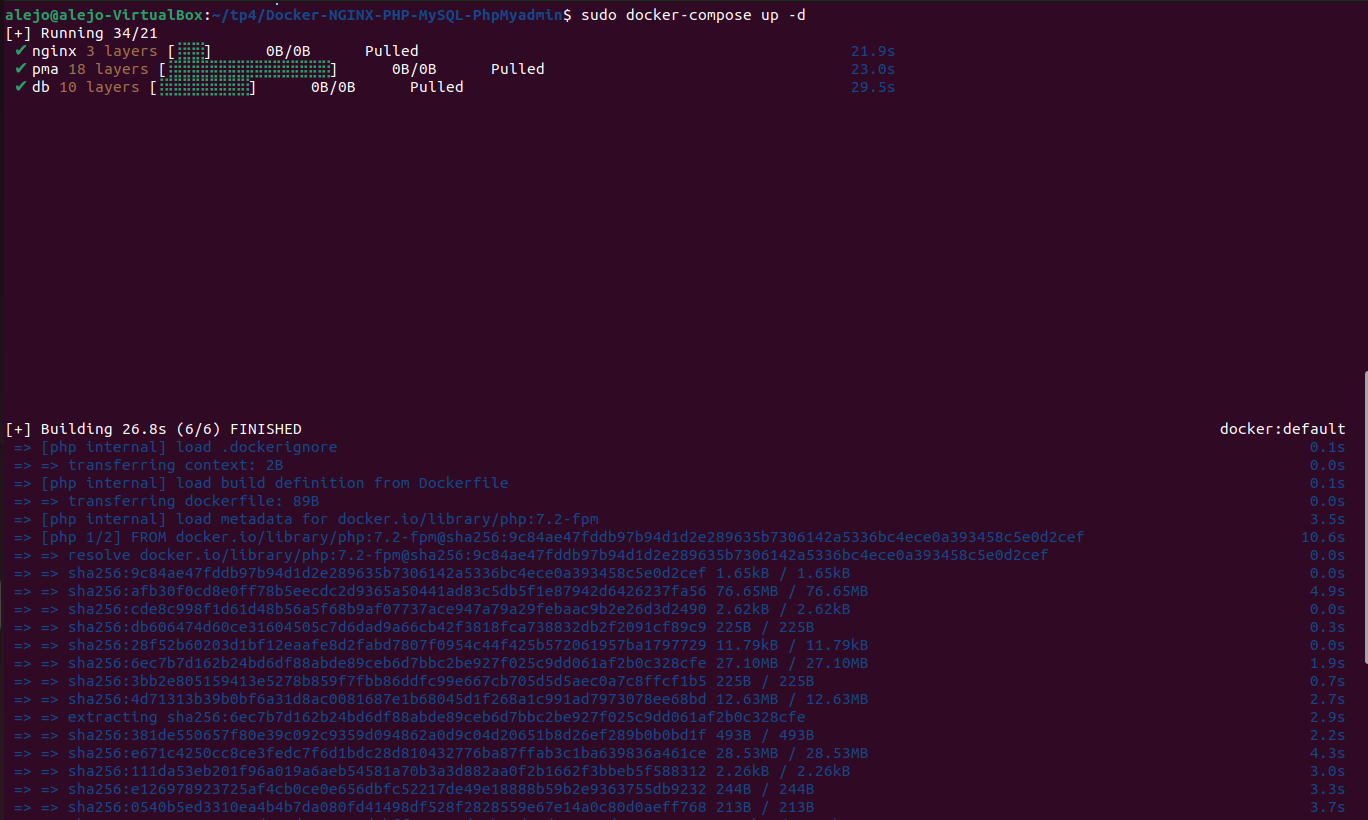 alejo@alejo-VirtualBox:~/tp4/Docker-NGINX-PHP-MySQL-PhpMyadmin$ sudo docker-compose up -d
[+] Running 34/21
✔ nginx 3 layers [⣿⣿⣿] 0B/0B Pulled 21.9s
✔ pma 18 layers [⣿⣿⣿⣿⣿⣿⣿⣿⣿⣿⣿⣿⣿⣿⣿⣿⣿⣿] 0B/0B Pulled 23.0s
✔ db 10 layers [⣿⣿⣿⣿⣿⣿⣿⣿⣿⣿] 0B/0B Pulled 29.5s
[+] Building 26.8s (6/6) FINISHED docker:default
=> [php internal] load .dockerignore 0.1s
=> => transferring context: 2B 0.0s
=> [php internal] load build definition from Dockerfile 0.1s
=> => transferring dockerfile: 89B 0.0s
=> [php internal] load metadata for docker.io/library/php:7.2-fpm 3.5s
=> [php 1/2] FROM docker.io/library/php:7.2-fpm@sha256:9c84ae47fddb97b94d1d2e289635b7306142a5336bc4ece0a393458c5e0d2cef 10.6s
=> => resolve docker.io/library/php:7.2-fpm@sha256:9c84ae47fddb97b94d1d2e289635b7306142a5336bc4ece0a393458c5e0d2cef 0.0s
=> => sha256:9c84ae47fddb97b94d1d2e289635b7306142a5336bc4ece0a393458c5e0d2cef 1.65kB / 1.65kB 0.0s
=> => sha256:afb30f0cd8e0ff78b5eecdc2d9365a50441ad83c5db5f1e87942d6426237fa56 76.65MB / 76.65MB 4.9s
=> => sha256:cde8c998f1d61d48b56a5f68b9af07737ace947a79a29febaac9b2e26d3d2490 2.62kB / 2.62kB 0.0s
=> => sha256:db606474d60ce31604505c7d6dad9a66cb42f3818fca738832db2f2091cf89c9 225B / 225B 0.3s
=> => sha256:28f52b60203d1bf12eaafe8d2fabd7807f0954c44f425b572061957ba1797729 11.79kB / 11.79kB 0.0s
=> => sha256:6ec7b7d162b24bd6df88abde89ceb6d7bbc2be927f025c9dd061af2b0c328cfe 27.10MB / 27.10MB 1.9s
=> => sha256:3bb2e805159413e5278b859f7fbb86ddfc99e667cb705d5d5aec0a7c8ffcf1b5 225B / 225B 0.7s
=> => sha256:4d71313b39b0bf6a31d8ac0081687e1b68045d1f268a1c991ad7973078ee68bd 12.63MB / 12.63MB 2.7s
=> => extracting sha256:6ec7b7d162b24bd6df88abde89ceb6d7bbc2be927f025c9dd061af2b0c328cfe 2.9s
=> => sha256:381de550657f80e39c092c9359d094862a0d9c04d20651b8d26ef289b0b0bd1f 493B / 493B 2.2s
=> => sha256:e671c4250cc8ce3fedc7f6d1bdc28d810432776ba87ffab3c1ba639836a461ce 28.53MB / 28.53MB 4.3s
=> => sha256:111da53eb201f96a019a6aeb54581a70b3a3d882aa0f2b1662f3bbeb5f588312 2.26kB / 2.26kB 3.0s
=> => sha256:e126978923725af4cb0ce0e656dbfc52217de49e18888b59b2e9363755db9232 244B / 244B 3.3s
=> => sha256:0540b5ed3310ea4b4b7da080fd41498df528f2828559e67e14a0c80d0aeff768 213B / 213B 3.7s